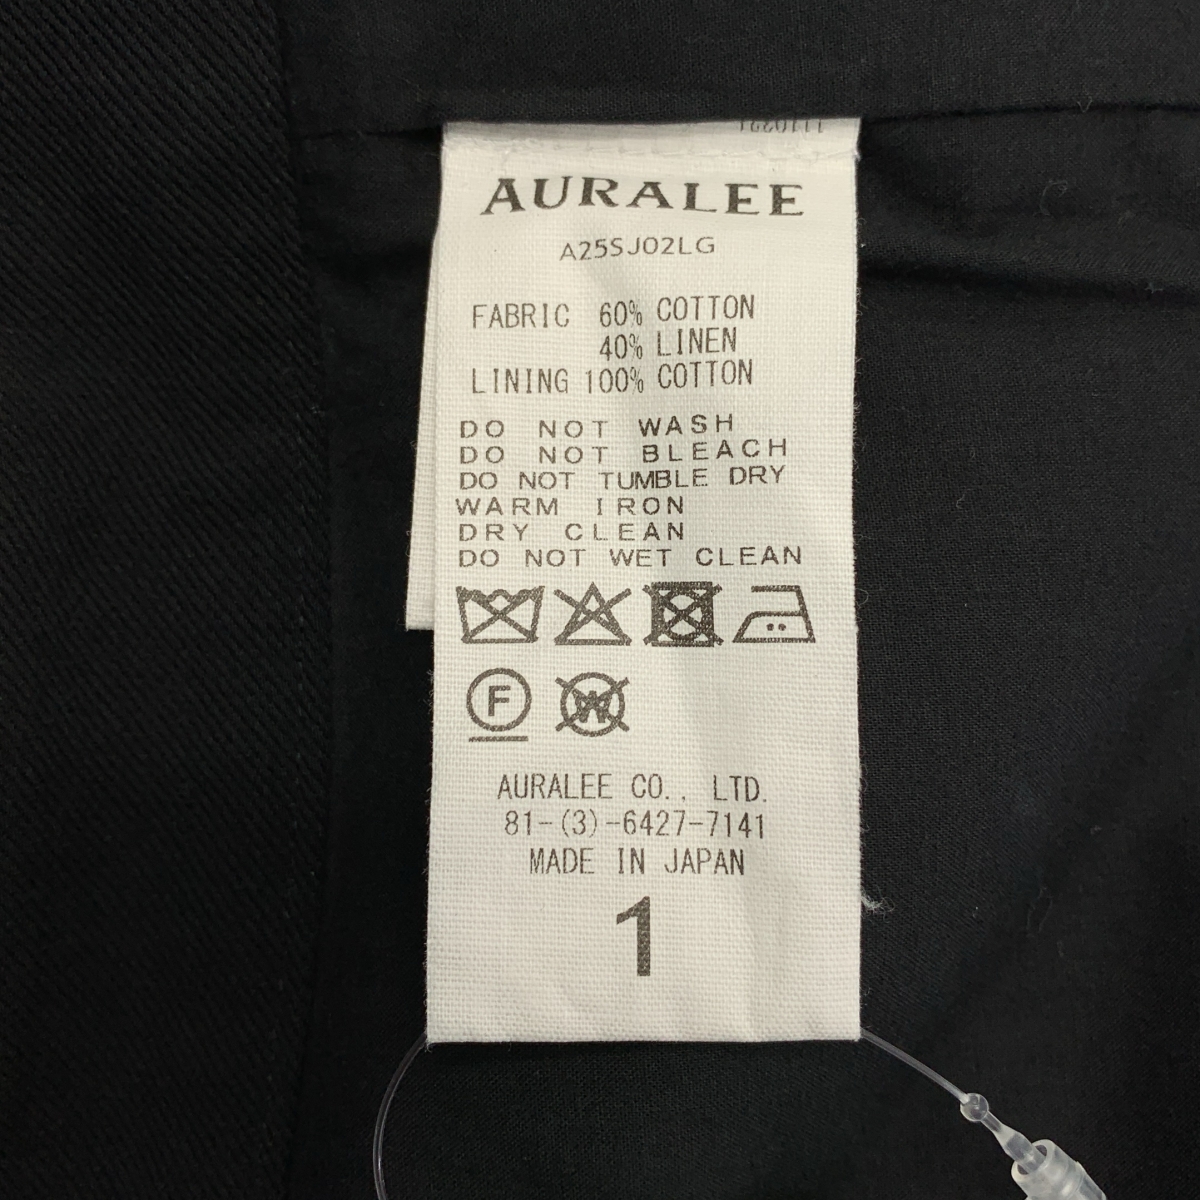 AURALEE
A25SJ02LG
FABRIC 60% COTTON
40% LINEN
LINING 100% COTTON
DO NOT WASH
DO NOT BLEACH
DO NOT TUMBLE DRY
WARM IRON
DRY CLEAN
DO NOT WET CLEAN
F
W
AURALEE CO., LTD.
81-(3)-6427-7141
MADE IN JAPAN
1